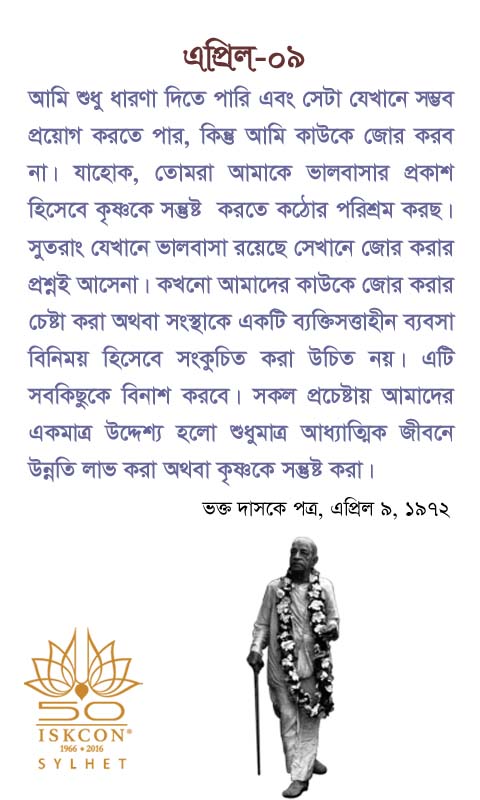 এপ্রিল-০৯
আমি শুধু ধারণা দিতে পারি এবং সেটা যেখানে সম্ভব
প্রয়োগ করতে পার, কিন্তু আমি কাউকে জোর করব
না। যাহোক, তোমরা আমাকে ভালবাসার প্রকাশ
হিসেবে কৃষ্ণকে সন্তুষ্ট করতে কঠোর পরিশ্রম করছ।
সুতরাং যেখানে ভালবাসা রয়েছে সেখানে জোর করার
প্রশ্নই আসেনা। কখনো আমাদের কাউকে জোর করার
চেষ্টা করা অথবা সংস্থাকে একটি ব্যক্তিসত্তাহীন ব্যবসা
বিনিময় হিসেবে সংকুচিত করা উচিত নয়। এটি
সবকিছুকে বিনাশ করবে। সকল প্রচেষ্টায় আমাদের
একমাত্র উদ্দেশ্য হলো শুধুমাত্র আধ্যাত্মিক জীবনে
উন্নতি লাভ করা অথবা কৃষ্ণকে সন্তুষ্ট করা।
ভক্ত দাসকে পত্র, এপ্রিল ৯, ১৯৭২
50
ISKCON®
1966 • 2016
SYLHET